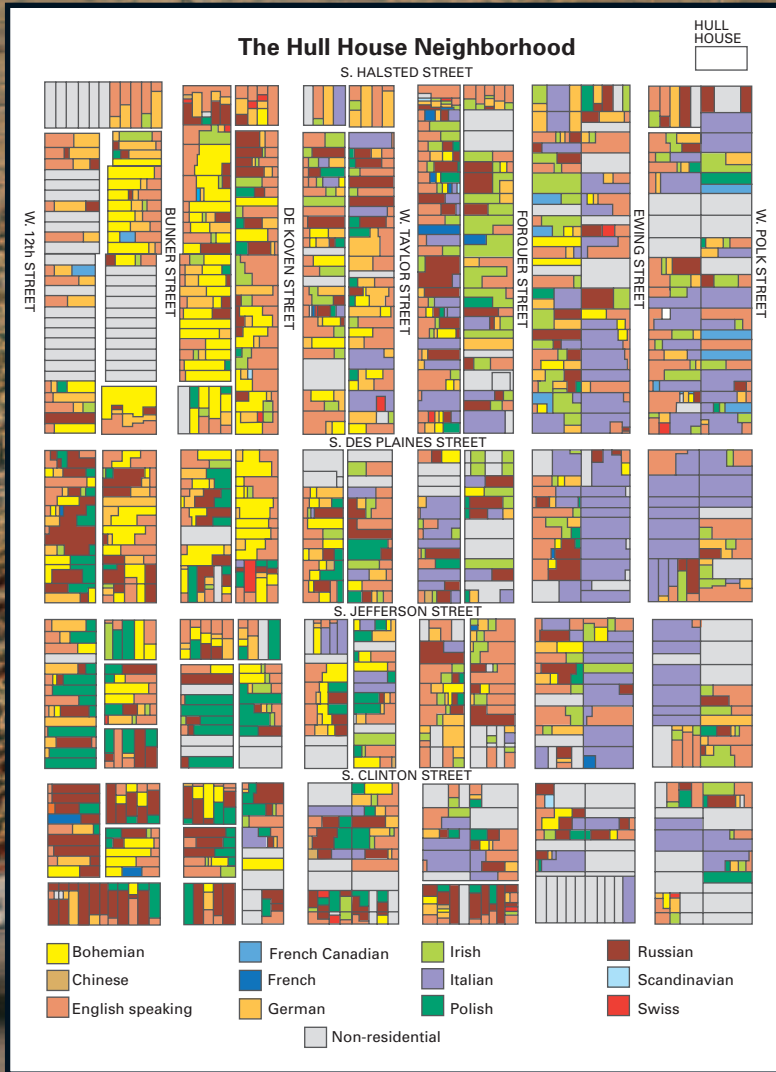 The Hull House Neighborhood
HULL
HOUSE
S. HALSTED STREET
W. 12th STREET
BUNKER STREET
DE KOVEN STREET
W. TAYLOR STREET
FORQUER STREET
EWING STREET
W. POLK STREET
S. DES PLAINES STREET
S. JEFFERSON STREET
S. CLINTON STREET
Bohemian
French Canadian
Irish
Russian
Chinese
French
Italian
Scandinavian
English speaking
German
Polish
Swiss
Non-residential